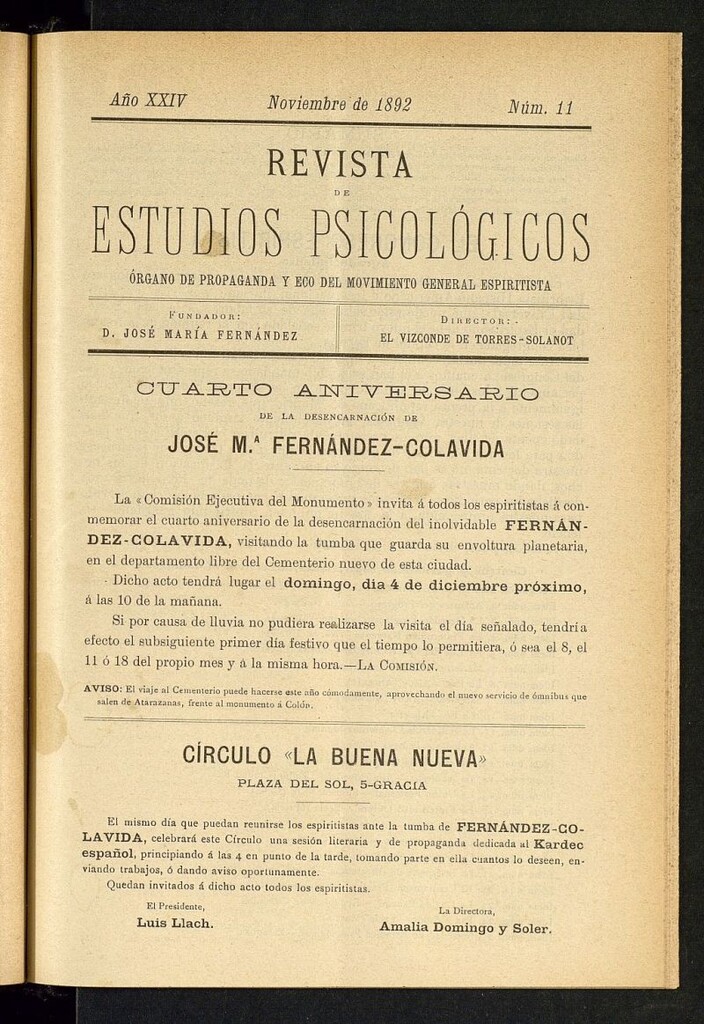 Año XXIV Noviembre de 1892 Núm. 11
REVISTA
DE
ESTUDIOS PSICOLÓGICOS
ÓRGANO DE PROPAGANDA Y ECO DEL MOVIMIENTO GENERAL ESPIRITISTA
FUNDADOR:
D. JOSÉ MARÍA FERNÁNDEZ
DIRECTOR:
EL VIZCONDE DE TORRES-SOLANOT
CUARTO ANIVERSARIO
DE LA DESENCARNACIÓN DE
JOSÉ M.ª FERNÁNDEZ-COLAVIDA
La «Comisión Ejecutiva del Monumento» invita á todos los espiritistas á con-
memorar el cuarto aniversario de la desencarnación del inolvidable FERNÁN-
DEZ-COLAVIDA, visitando la tumba que guarda su envoltura planetaria,
en el departamento libre del Cementerio nuevo de esta ciudad.
Dicho acto tendrá lugar el domingo, día 4 de diciembre próximo,
á las 10 de la mañana.
Si por causa de lluvia no pudiera realizarse la visita el día señalado, tendría
efecto el subsiguiente primer día festivo que el tiempo lo permitiera, ó sea el 8, el
11 ó 18 del propio mes y á la misma hora.—LA COMISIÓN.
AVISO: El viaje al Cementerio puede hacerse este año cómodamente, aprovechando el nuevo servicio de ómnibus que
salen de Atarazanas, frente al monumento á Colón.
CÍRCULO «LA BUENA NUEVA»
PLAZA DEL SOL, 5-GRACIA
El mismo día que puedan reunirse los espiritistas ante la tumba de FERNÁNDEZ-CO-
LAVIDA, celebrará este Círculo una sesión literaria y de propaganda dedicada al Kardec
español, principiando á las 4 en punto de la tarde, tomando parte en ella cuantos lo deseen, en-
viando trabajos, ó dando aviso oportunamente.
Quedan invitados á dicho acto todos los espiritistas.
El Presidente,
Luis Llach.
La Directora,
Amalia Domingo y Soler.